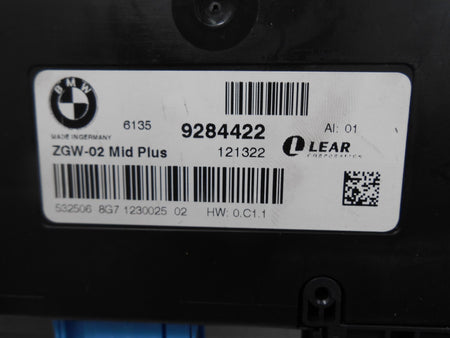 BMW
MADE IN GERMANY
6135 9284422 AI: 01
ZGW-02 Mid Plus 121322 LEAR
CORPORATION
532506 8G7 1230025 02 HW: 0.C1.1